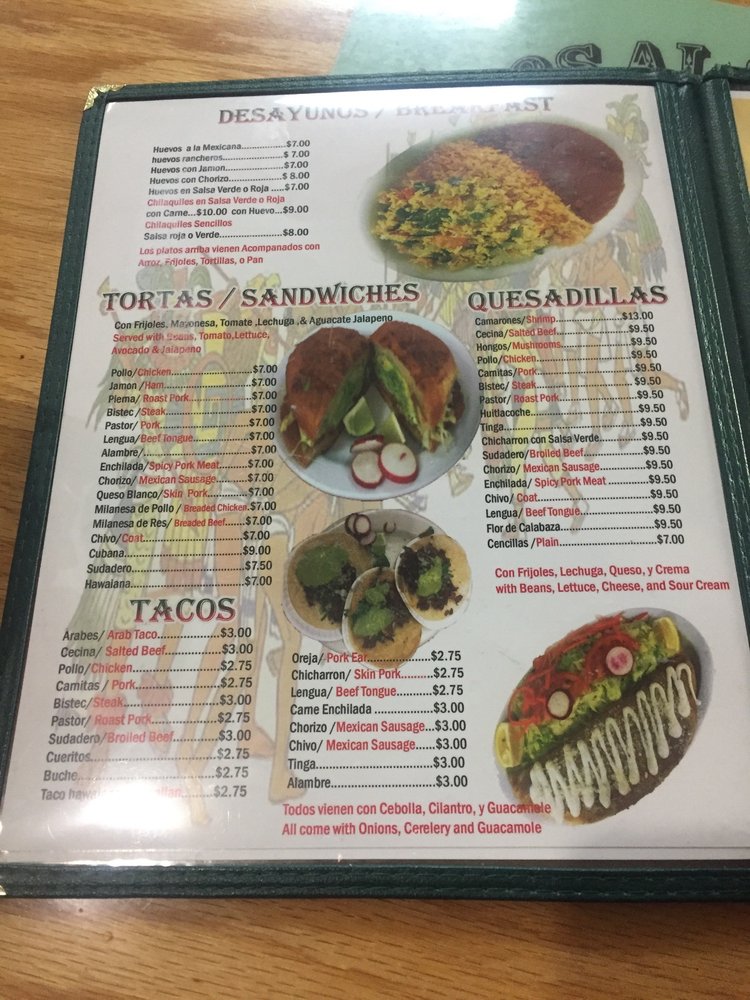 DESAYUNOS / BREAKFAST
Huevos a la Mexicana.................$7.00
huevos rancheros......................$ 7.00
Huevos con Jamon.....................$7.00
Huevos con Chorizo....................$ 8.00
Huevos en Salsa Verde o Roja .....$7.00
Chilaquiles en Salsa Verde o Roja
con Carne...$10.00 con Huevo...$9.00
Chilaquiles Sencillos
Salsa roja o Verde.....................$8.00
Los platos arriba vienen Acompanados con
Arroz, Frijoles, Tortillas, o Pan
TORTAS / SANDWICHES
Con Frijoles, Mayonesa, Tomate ,Lechuga ,& Aguacate Jalapeno
Served with Beans, Tomato,Lettuce,
Avocado & Jalapeno
Pollo/Chicken........................$7.00
Jamon /Ham..........................$7.00
Pierna/ Roast Pork.................$7.00
Bistec /Steak.........................$7.00
Pastor/ Pork..........................$7.00
Lengua/Beef Tongue..............$7.00
Alambre/...............................$7.00
Enchilada/Spicy Pork Meat.......$7.00
Chorizo/ Mexican Sausage.......$7.00
Queso Blanco/Skin Pork..........$7.00
Milanesa de Pollo / Breaded Chicken.$7.00
Milanesa de Res/ Breaded Beef......$7.00
Chivo/Coat............................$7.00
Cubana.................................$9.00
Sudadero..............................$7.50
Hawaiana..............................$7.00
QUESADILLAS
Camarones/Shrimp...................$13.00
Cecina/Salted Beef....................$9.50
Hongos/Mushrooms..................$9.50
Pollo/Chicken..........................$9.50
Carnitas/Pork..........................$9.50
Bistec/ Steak...........................$9.50
Pastor/ Roast Pork....................$9.50
Huitlacoche.............................$9.50
Tinga......................................$9.50
Chicharron con Salsa Verde........$9.50
Sudadero/Broiled Beef...............$9.50
Chorizo/ Mexican Sausage..........$9.50
Enchilada/ Spicy Pork Meat ........$9.50
Chivo/ Coat.............................$9.50
Lengua/ Beef Tongue.................$9.50
Flor de Calabaza.......................$9.50
Cencillas /Plain.........................$7.00
Con Frijoles, Lechuga, Queso, y Crema
with Beans, Lettuce, Cheese, and Sour Cream
TACOS
Árabes/ Arab Taco..................$3.00
Cecina/ Salted Beef.................$3.00
Pollo/Chicken........................$2.75
Carnitas / Pork.......................$2.75
Bistec/Steak..........................$3.00
Pastor/ Roast Pork..................$2.75
Sudadero/Broiled Beef.............$3.00
Cueritos................................$2.75
Buche...................................$2.75
Taco .........$2.75
Oreja/ Pork Ear.....................$2.75
Chicharron/ Skin Pork..........$2.75
Lengua/ Beef Tongue............$2.75
Carne Enchilada ..................$3.00
Chorizo /Mexican Sausage...$3.00
Chivo/ Mexican Sausage......$3.00
Tinga..................................$3.00
Alambre..............................$3.00
Todos vienen con Cebolla, Cilantro, y Guacamole
All come with Onions, Cerelery and Guacamole